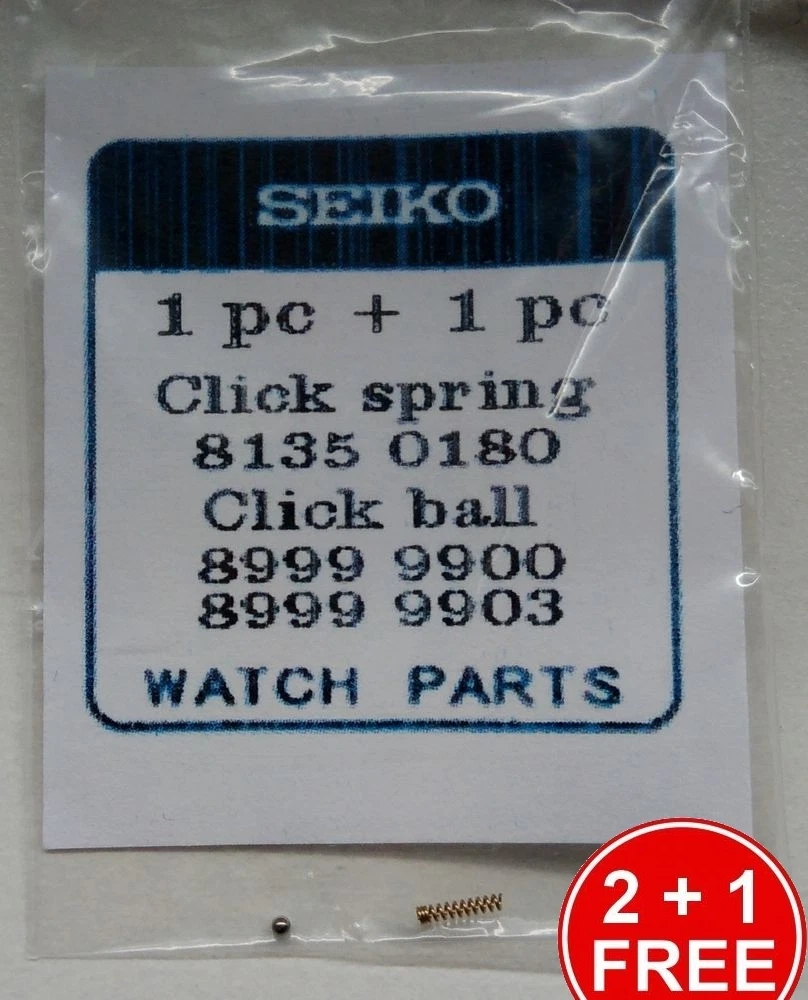 SEIKO
1 pc + 1 pc
Click spring
8135 0180
Click ball
8999 9900
8999 9903
WATCH PARTS
2 + 1
FREE